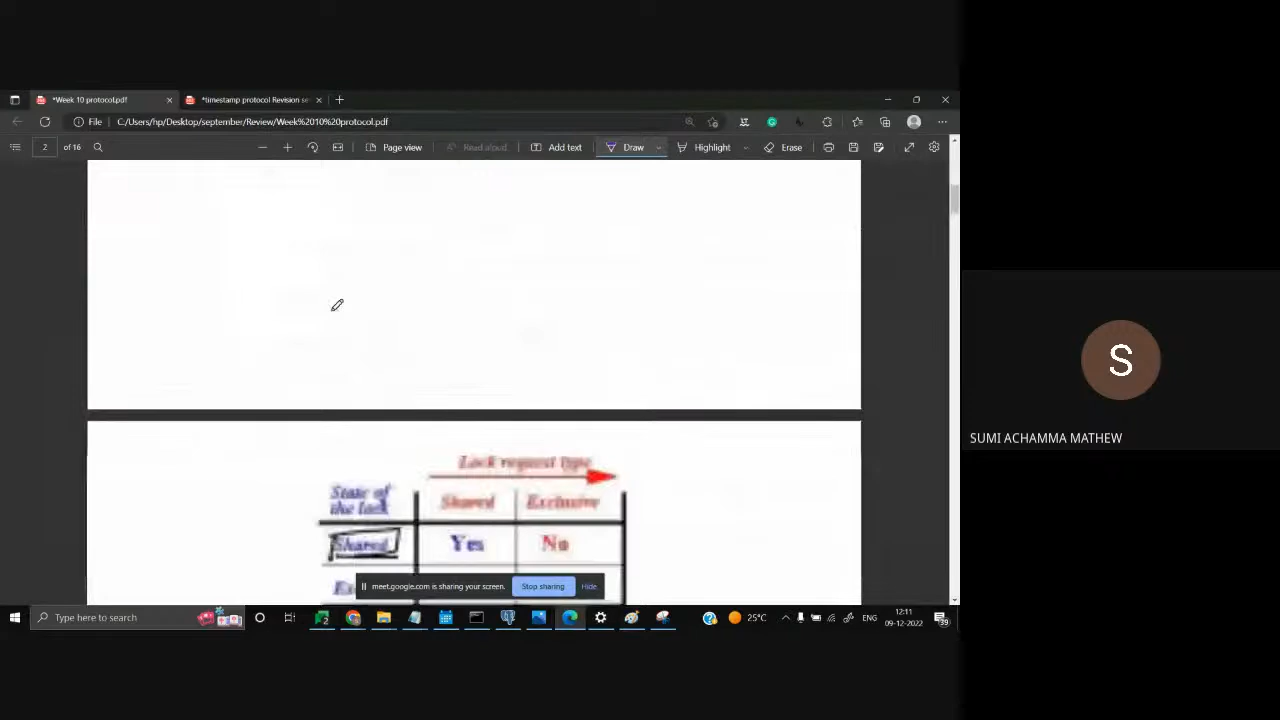 *Week 10 protocol.pdf
*timestamp protocol Revision se
File
C:/Users/hp/Desktop/september/Review/Week%2010%20protocol.pdf
2 of 16
Page view
Read aloud
Add text
Draw
Highlight
Erase
Lock request type
State of the lock
Shared Exclusive
Shared Yes No
Ex
meet.google.com is sharing your screen. Stop sharing Hide
Type here to search
2
25°C
ENG
12:11
09-12-2022
39
S
SUMI ACHAMMA MATHEW